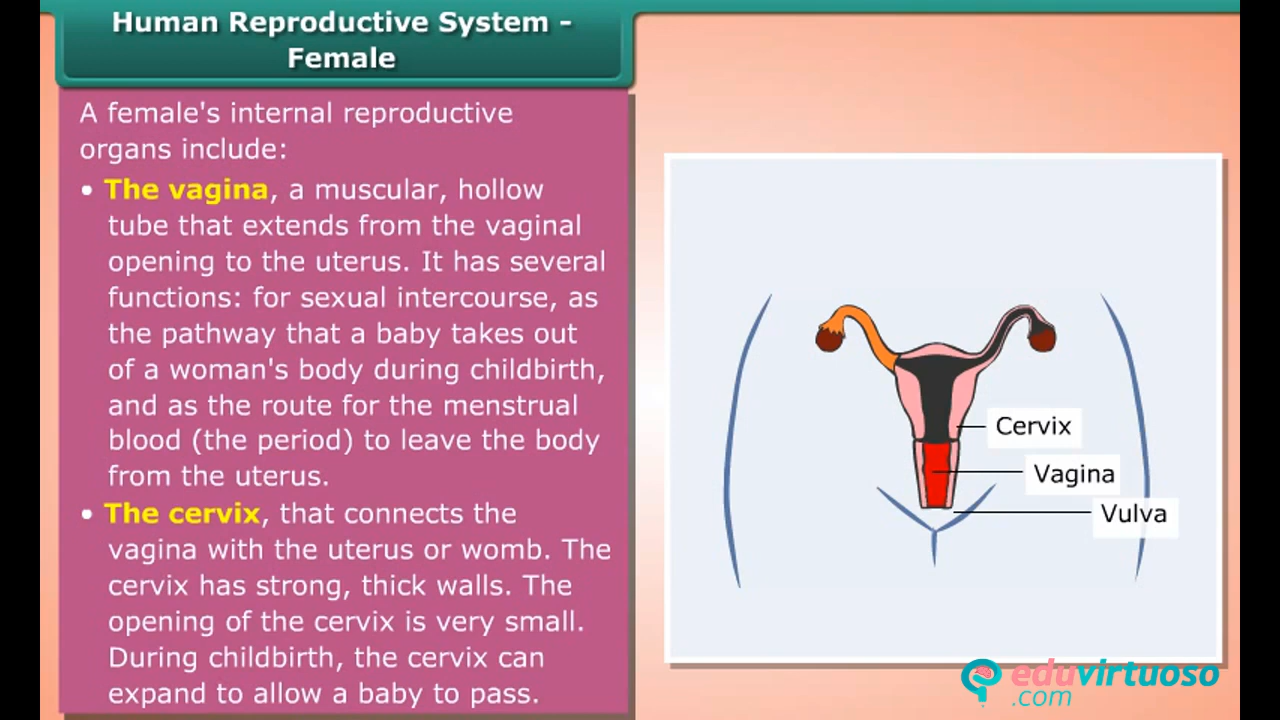 Human Reproductive System -
Female
A female's internal reproductive
organs include:
• The vagina, a muscular, hollow
tube that extends from the vaginal
opening to the uterus. It has several
functions: for sexual intercourse, as
the pathway that a baby takes out
of a woman's body during childbirth,
and as the route for the menstrual
blood (the period) to leave the body
from the uterus.
• The cervix, that connects the
vagina with the uterus or womb. The
cervix has strong, thick walls. The
opening of the cervix is very small.
During childbirth, the cervix can
expand to allow a baby to pass.
Cervix
Vagina
Vulva
eduvirtuoso
.com